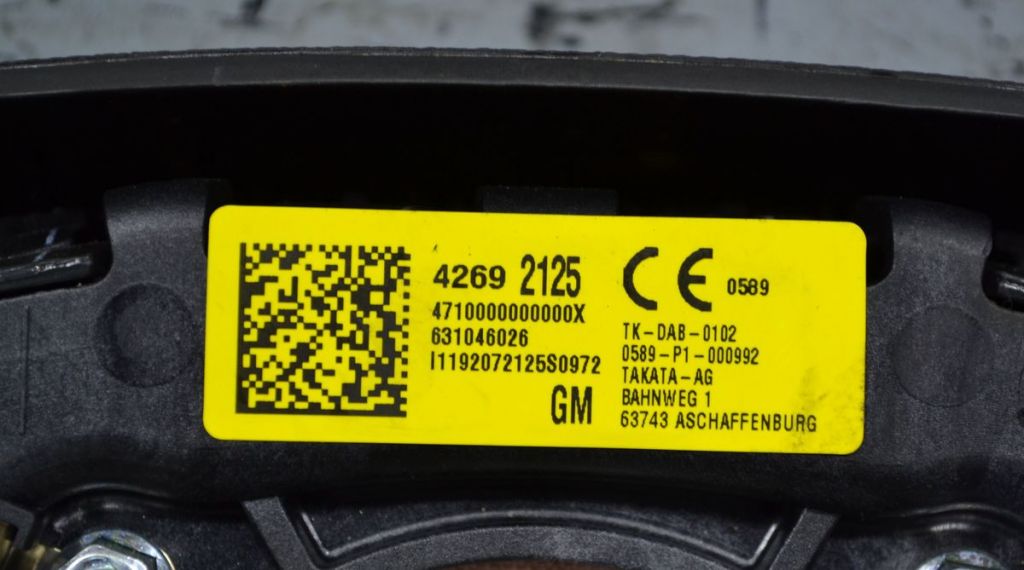 4269 2125
4710000000000X
631046026
I1192072125S0972
GM
CE 0589
TK-DAB-0102
0589-P1-000992
TAKATA-AG
BAHNWEG 1
63743 ASCHAFFENBURG